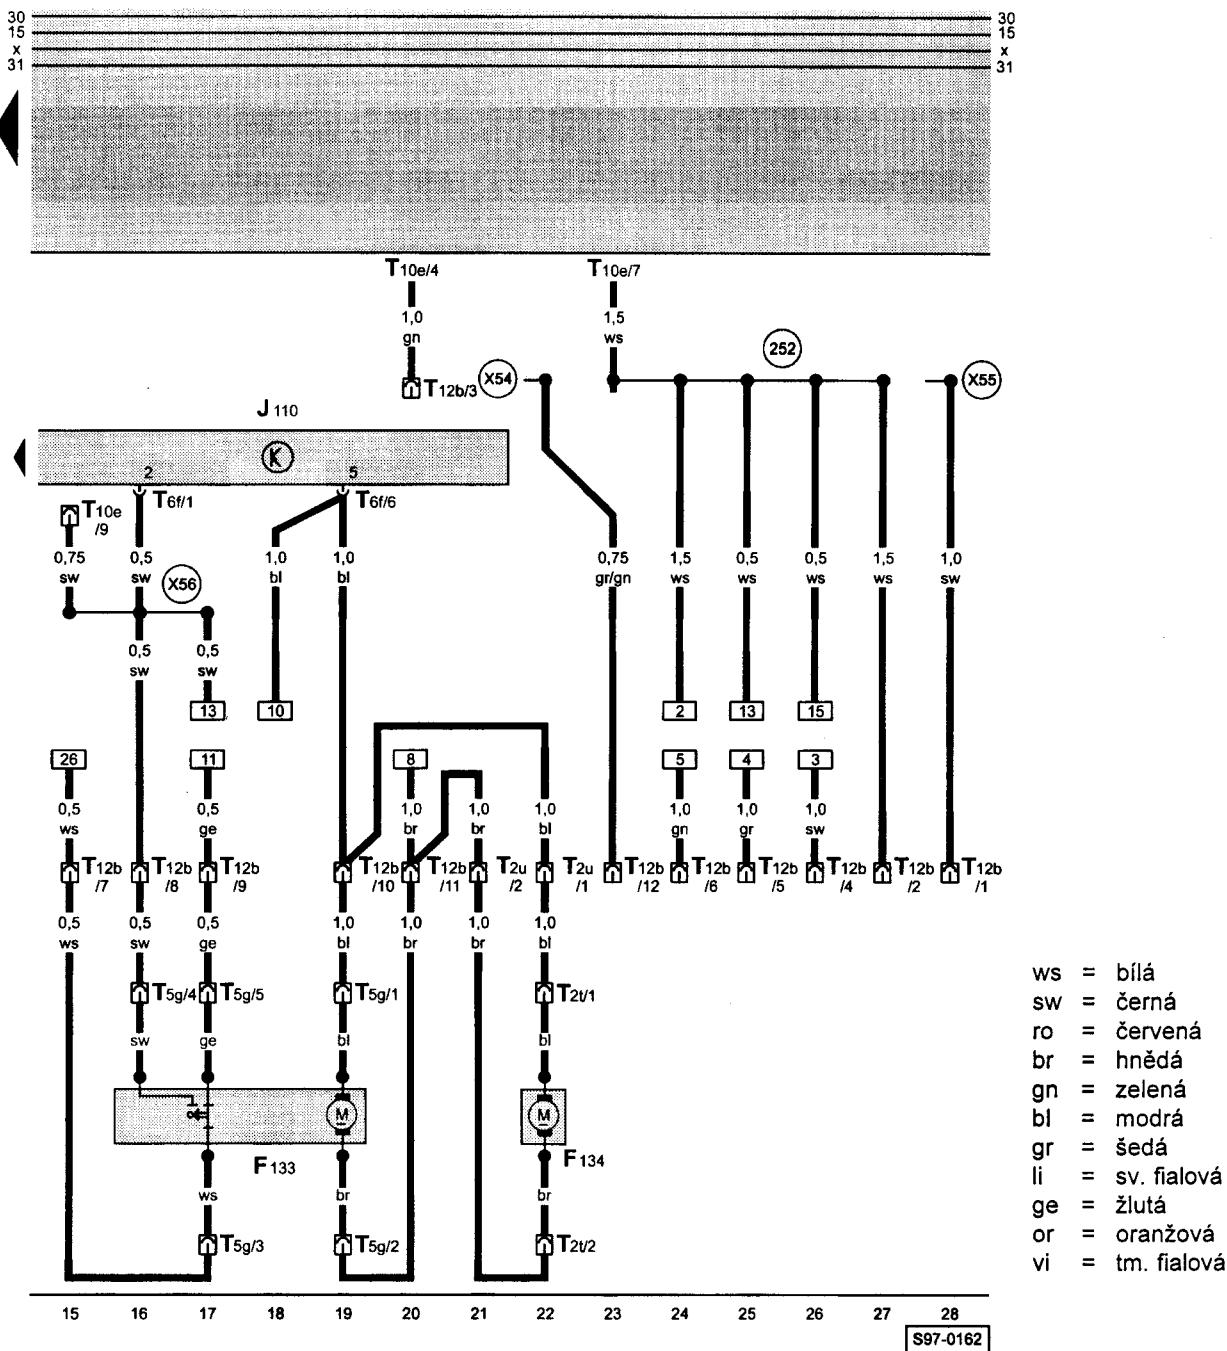 30 30
15 15
x x
31 31
T10e/4 T10e/7
1,0 1,5
gn ws
252
T12b/3 X54 X55
J 110
K
2 5
T6f/1 T6f/6
T10e
/9
0,75 0,5 1,0 1,0 0,75 1,5 0,5 0,5 1,5 1,0
sw sw bl bl gr/gn ws ws ws ws sw
X56
0,5 0,5
sw sw
13 10 2 13 15
26 11 8 5 4 3
0,5 0,5 1,0 1,0 1,0 1,0 1,0 1,0
ws ge br br bl gn gr sw
T12b T12b T12b T12b T12b T2u T2u T12b T12b T12b T12b T12b T12b
/7 /8 /9 /10 /11 /2 /1 /12 /6 /5 /4 /2 /1
0,5 0,5 0,5 1,0 1,0 1,0 1,0
ws sw ge bl br br bl
T5g/4 T5g/5 T5g/1 T2t/1
sw ge bl bl
M M
F 133 F 134
ws br br
T5g/3 T5g/2 T2t/2
15 16 17 18 19 20 21 22 23 24 25 26 27 28
S97-0162
ws = bílá
sw = černá
ro = červená
br = hnědá
gn = zelená
bl = modrá
gr = šedá
li = sv. fialová
ge = žlutá
or = oranžová
vi = tm. fialová